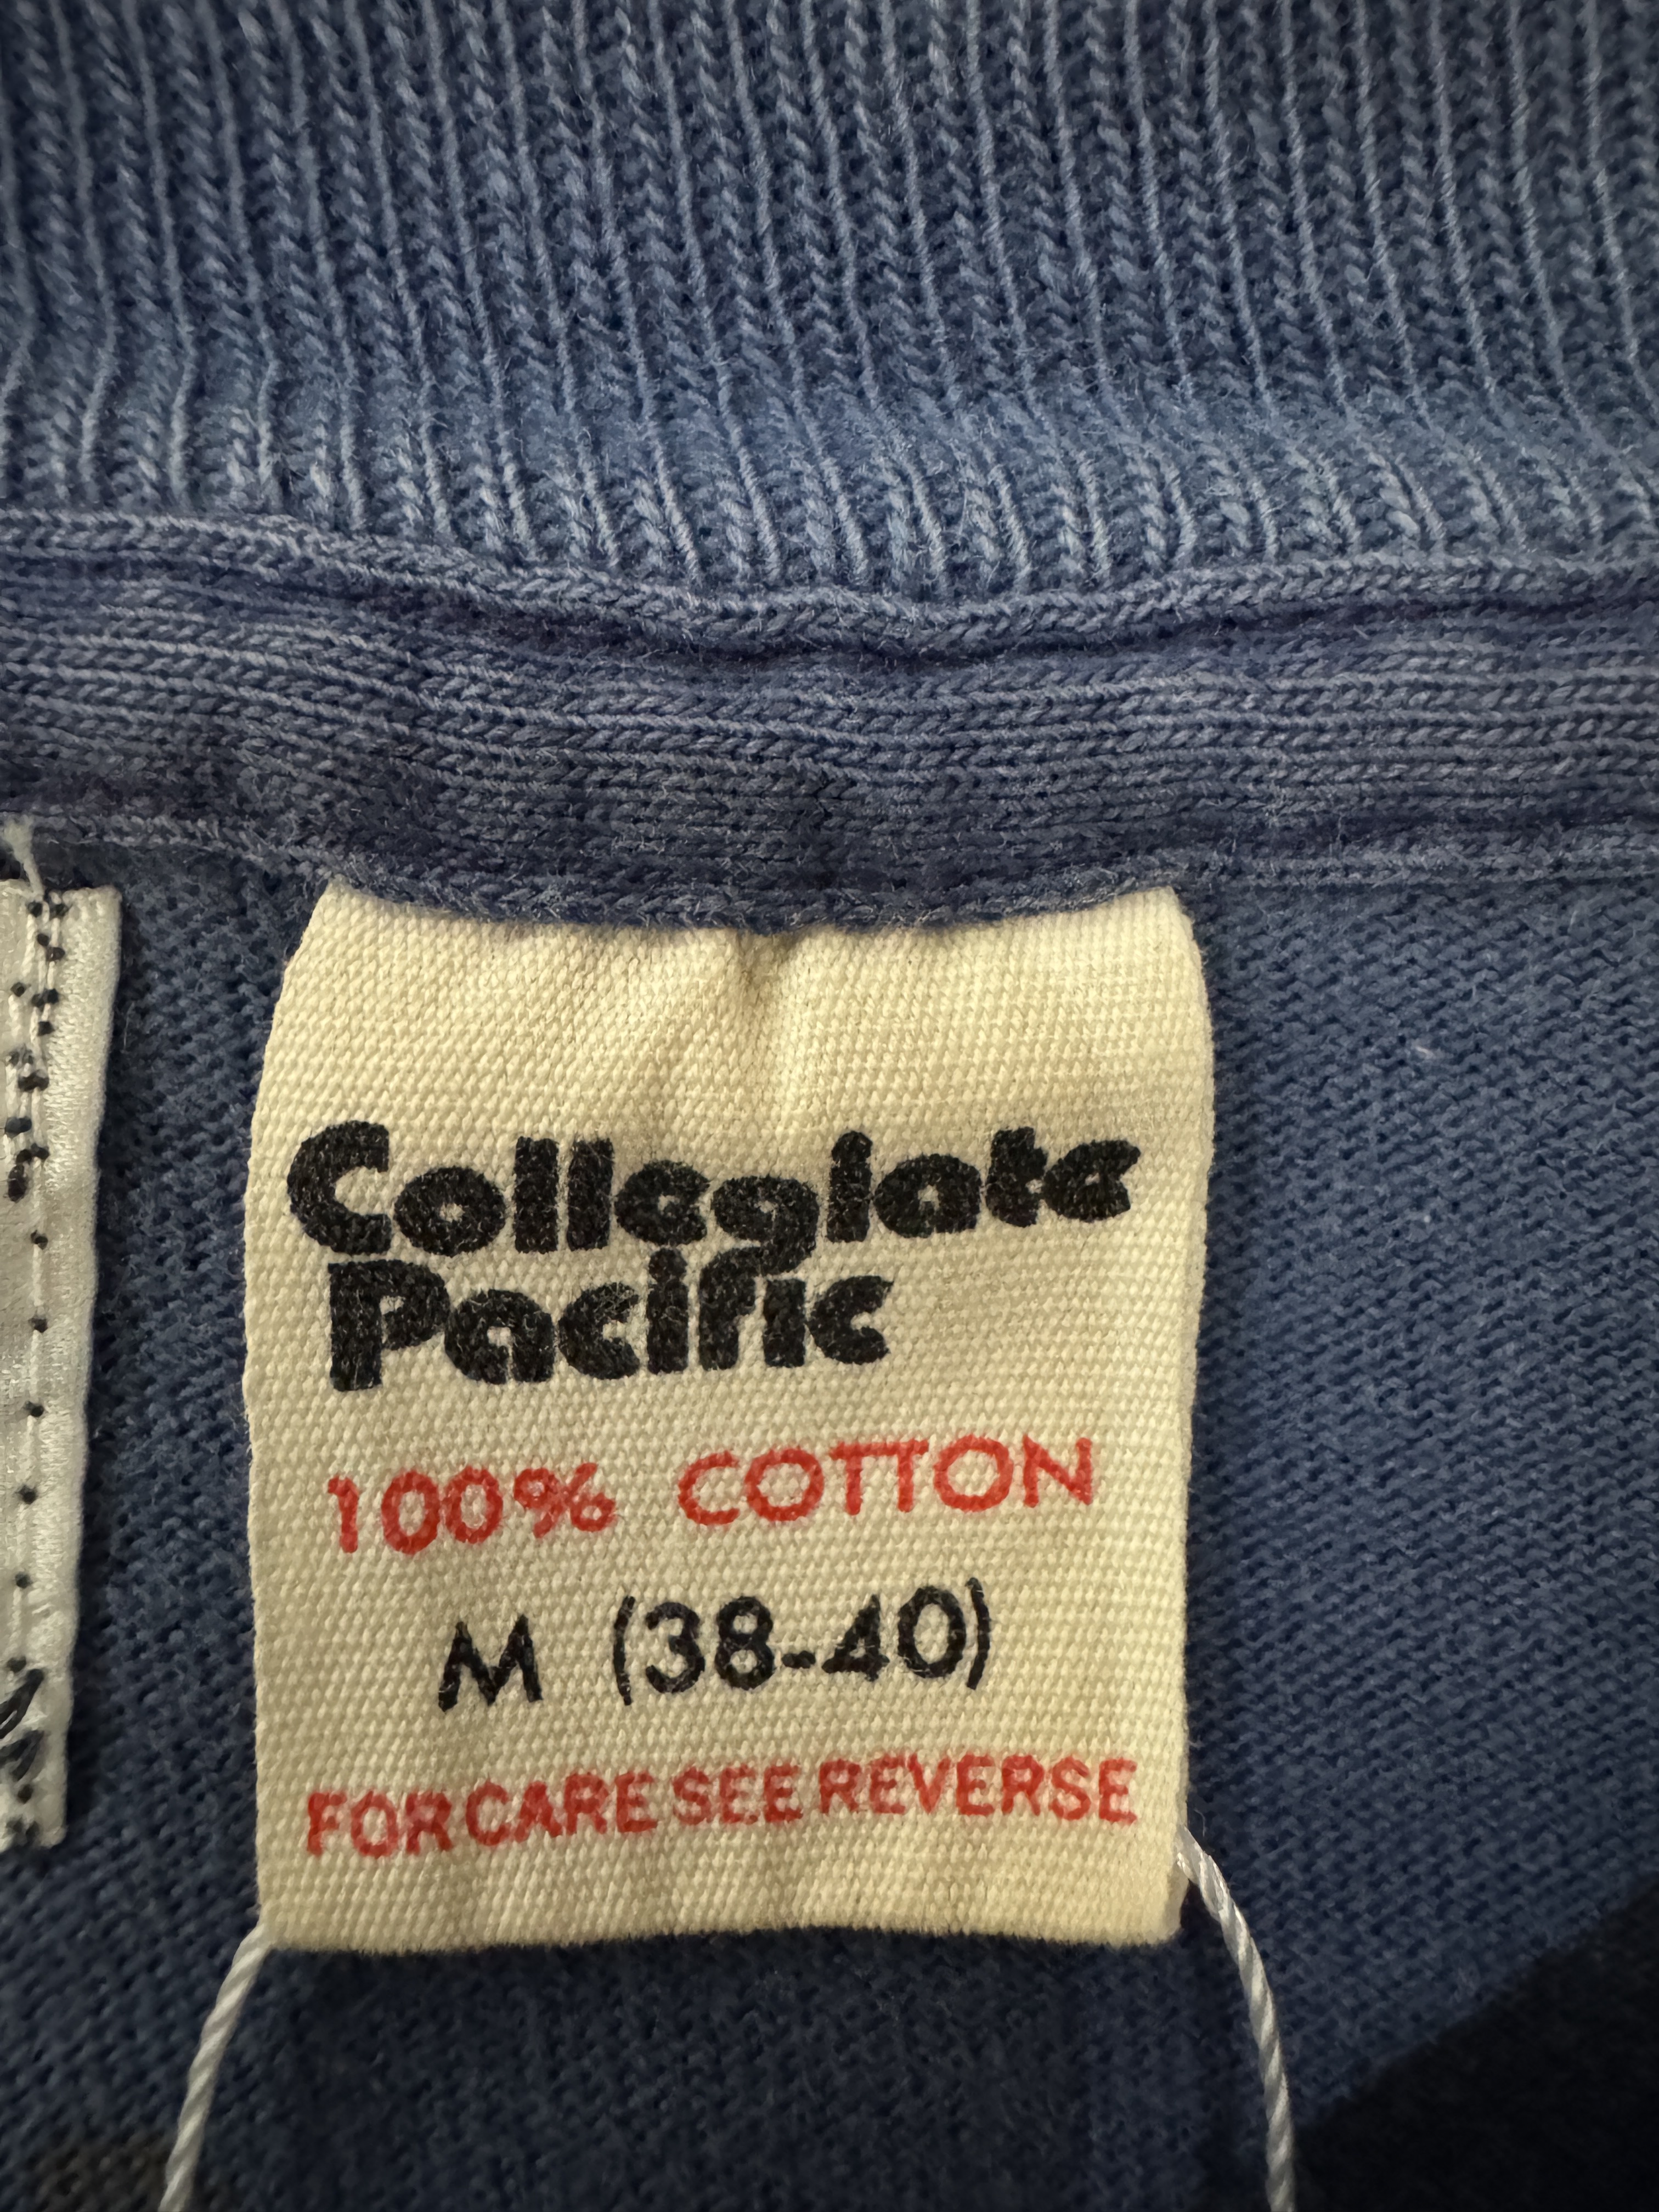 Collegiate
Pacific
100% COTTON
M (38-40)
FOR CARE SEE REVERSE